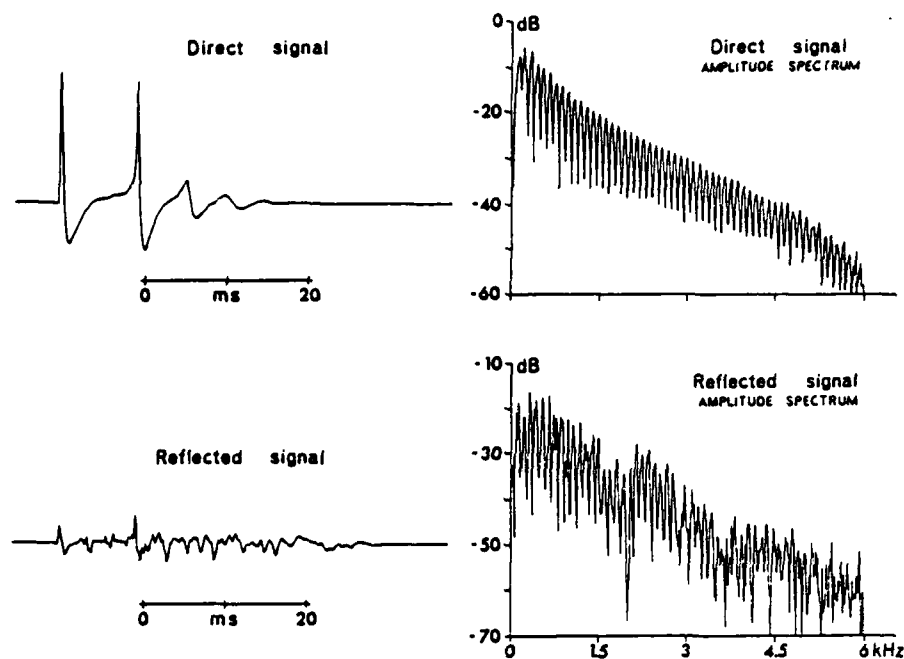 Direct signal
0 ms 20
0 dB
Direct signal
AMPLITUDE SPECTRUM
-20
-40
-60
Reflected signal
0 ms 20
-10 dB
Reflected signal
AMPLITUDE SPECTRUM
-30
-50
-70
0 1.5 3 4.5 6 kHz